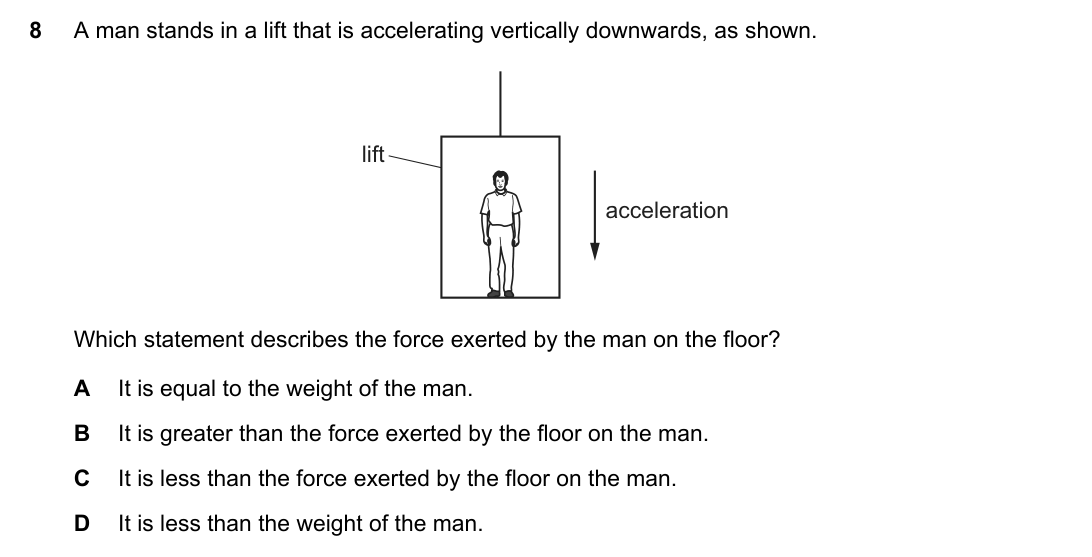 8 A man stands in a lift that is accelerating vertically downwards, as shown.
lift
acceleration
Which statement describes the force exerted by the man on the floor?
A It is equal to the weight of the man.
B It is greater than the force exerted by the floor on the man.
C It is less than the force exerted by the floor on the man.
D It is less than the weight of the man.